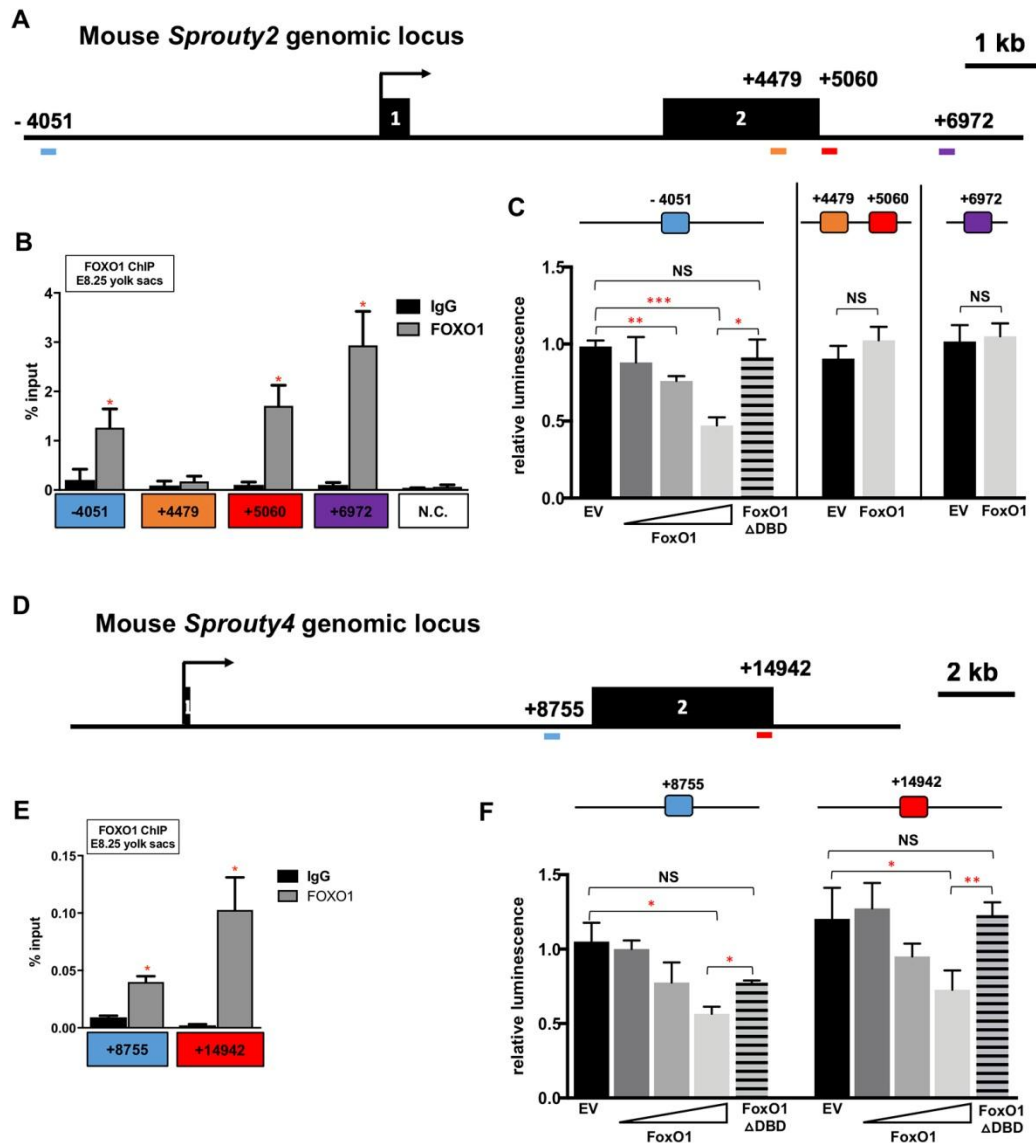 A
Mouse Sprouty2 genomic locus
1 kb
- 4051
1
+4479
+5060
2
+6972
B
FOXO1 ChIP
E8.25 yolk sacs
IgG
FOXO1
*
*
*
% input
4
3
2
1
0
-4051
+4479
+5060
+6972
N.C.
C
- 4051
+4479
+5060
+6972
relative luminescence
1.5
1.0
0.5
0.0
NS
***
**
*
NS
NS
EV
FoxO1
FoxO1
△DBD
EV FoxO1
EV FoxO1
D
Mouse Sprouty4 genomic locus
2 kb
1
+8755
2
+14942
E
FOXO1 ChIP
E8.25 yolk sacs
IgG
FOXO1
*
*
% input
0.15
0.10
0.05
0.00
+8755
+14942
F
+8755
+14942
relative luminescence
1.5
1.0
0.5
0.0
NS
*
*
NS
*
**
EV
FoxO1
FoxO1
△DBD
EV
FoxO1
FoxO1
△DBD